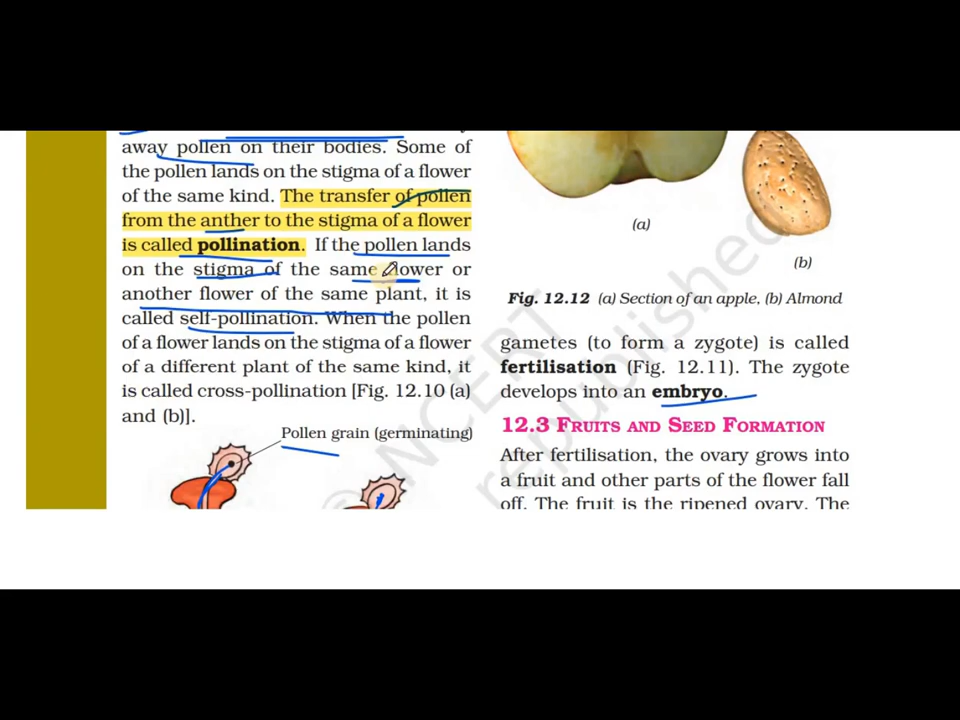 away pollen on their bodies. Some of
the pollen lands on the stigma of a flower
of the same kind. The transfer of pollen
from the anther to the stigma of a flower
is called pollination. If the pollen lands
on the stigma of the same flower or
another flower of the same plant, it is
called self-pollination. When the pollen
of a flower lands on the stigma of a flower
of a different plant of the same kind, it
is called cross-pollination [Fig. 12.10 (a)
and (b)].
Pollen grain (germinating)
(a)
(b)
Fig. 12.12 (a) Section of an apple, (b) Almond
gametes (to form a zygote) is called
fertilisation (Fig. 12.11). The zygote
develops into an embryo.
12.3 FRUITS AND SEED FORMATION
After fertilisation, the ovary grows into
a fruit and other parts of the flower fall
off. The fruit is the ripened ovary. The
© NCERT
republished